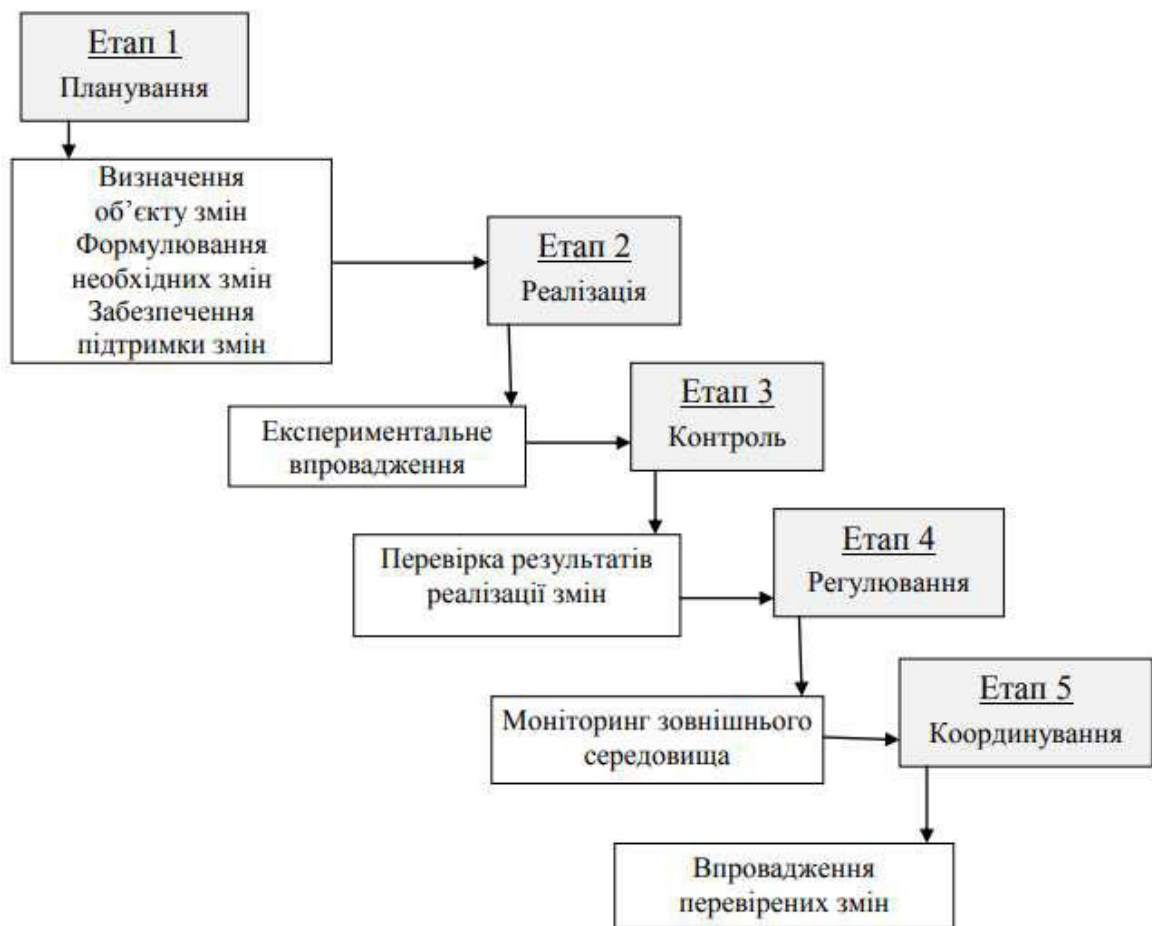 Етап 1
Планування
Визначення
об’єкту змін
Формулювання
необхідних змін
Забезпечення
підтримки змін
Етап 2
Реалізація
Експериментальне
впровадження
Етап 3
Контроль
Перевірка результатів
реалізації змін
Етап 4
Регулювання
Моніторинг зовнішнього
середовища
Етап 5
Координування
Впровадження
перевірених змін